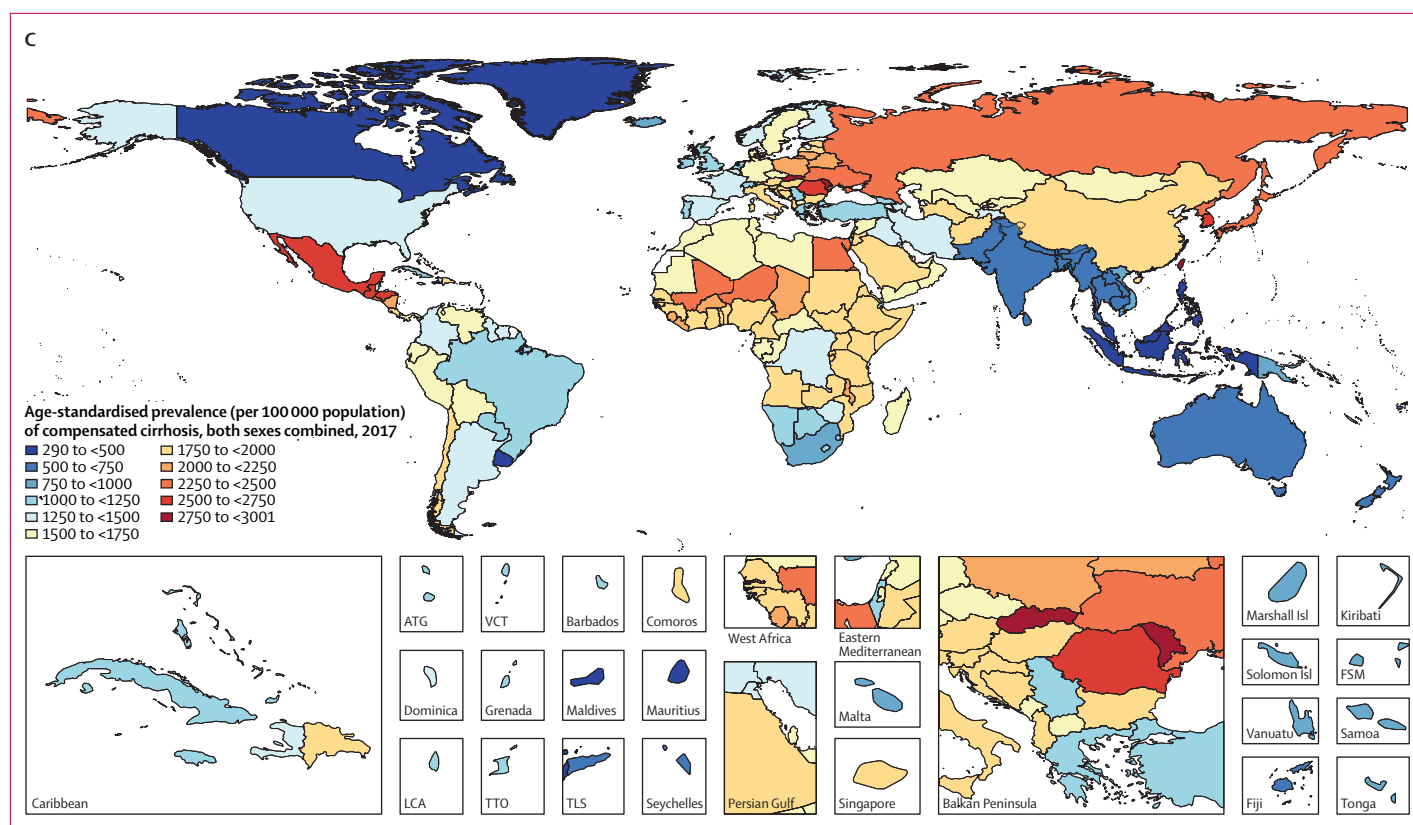 C
Age-standardised prevalence (per 100 000 population)
of compensated cirrhosis, both sexes combined, 2017
290 to <500
500 to <750
750 to <1000
1000 to <1250
1250 to <1500
1500 to <1750
1750 to <2000
2000 to <2250
2250 to <2500
2500 to <2750
2750 to <3001
Caribbean
ATG
VCT
Barbados
Comoros
Dominica
Grenada
Maldives
Mauritius
LCA
TTO
TLS
Seychelles
West Africa
Eastern
Mediterranean
Persian Gulf
Malta
Singapore
Balkan Peninsula
Marshall Isl
Kiribati
Solomon Isl
FSM
Vanuatu
Samoa
Fiji
Tonga